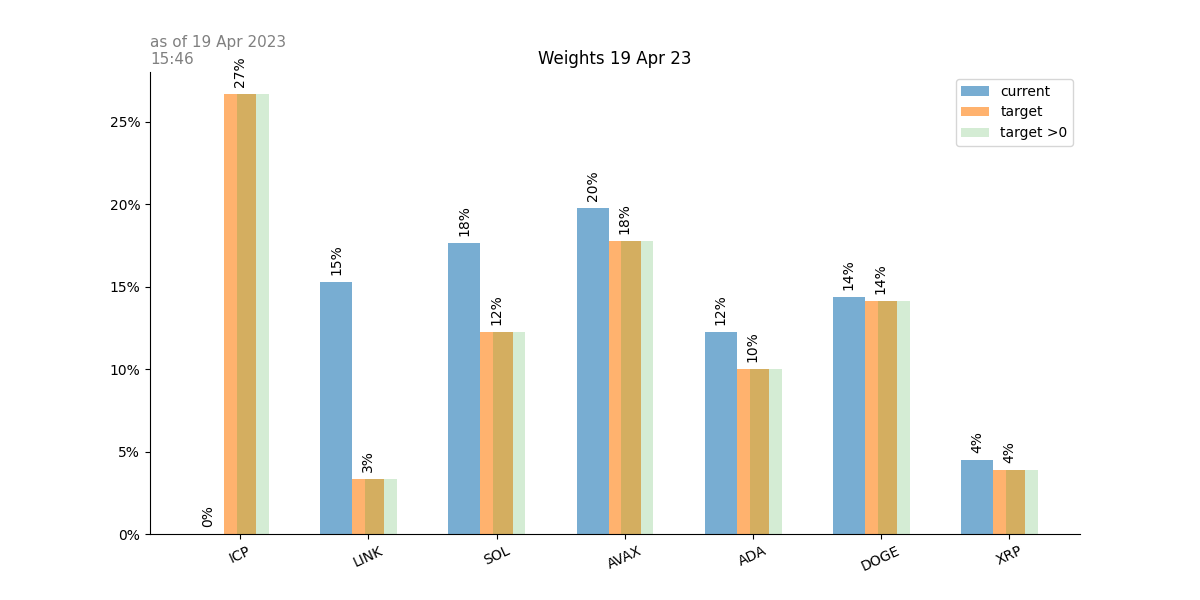 as of 19 Apr 2023
15:46
Weights 19 Apr 23
current
target
target >0
25%
20%
15%
10%
5%
0%
0%
27%
15%
3%
18%
12%
20%
18%
12%
10%
14%
14%
4%
4%
ICP
LINK
SOL
AVAX
ADA
DOGE
XRP